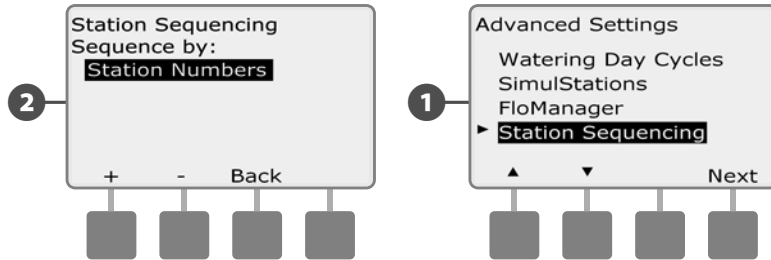 Station Sequencing
Sequence by:
Station Numbers
2
+ - Back
Advanced Settings
Watering Day Cycles
SimulStations
FloManager
1
► Station Sequencing
▲ ▼ Next